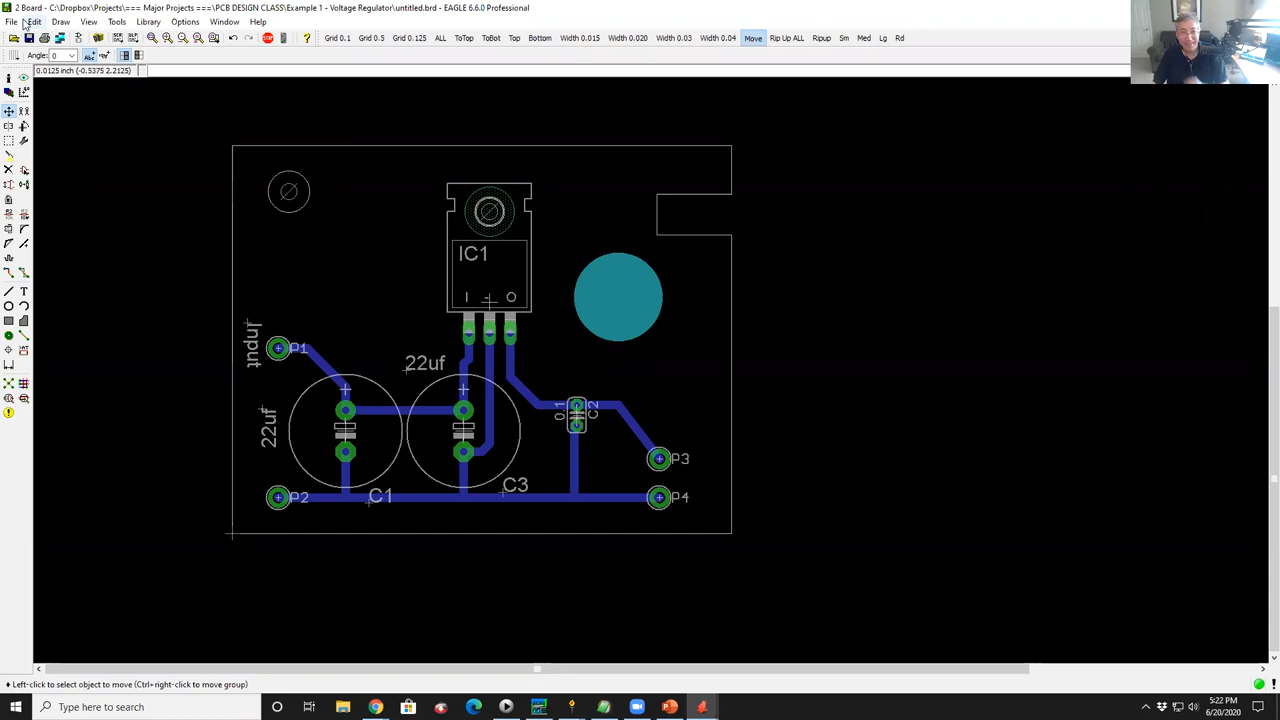 2 Board - C:\Dropbox\Projects\=== Major Projects ===\PCB DESIGN CLASS\Example 1 - Voltage Regulator\untitled.brd - EAGLE 6.6.0 Professional
File Edit Draw View Tools Library Options Window Help
Grid 0.1 Grid 0.5 Grid 0.125 ALL ToTop ToBot Top Bottom Width 0.015 Width 0.020 Width 0.03 Width 0.04 Move Rip Up ALL Ripup Sm Med Lg Rd
Angle: 0
0.0125 inch (-0.5375 2.2125)
IC1
I - O
Input
P1
22uf
22uf
0.1
C2
P3
C3
P2
C1
P4
Left-click to select object to move (Ctrl+right-click to move group)
Type here to search
5:22 PM
6/20/2020